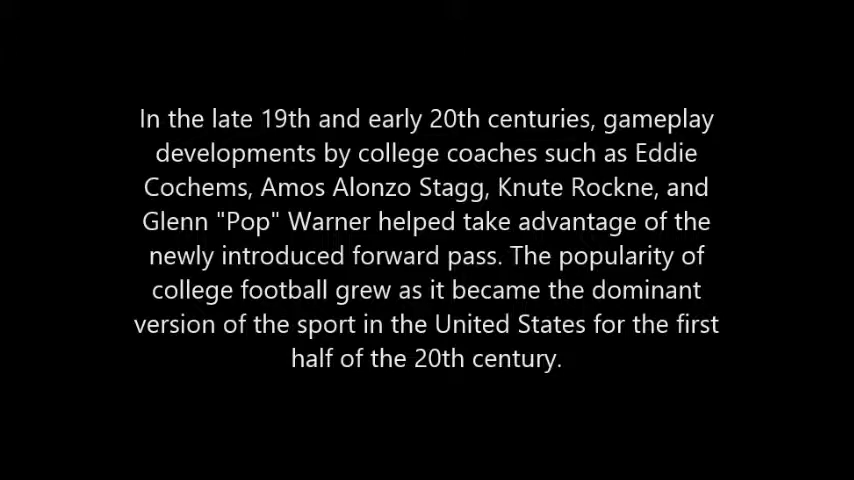 In the late 19th and early 20th centuries, gameplay
developments by college coaches such as Eddie
Cochems, Amos Alonzo Stagg, Knute Rockne, and
Glenn "Pop" Warner helped take advantage of the
newly introduced forward pass. The popularity of
college football grew as it became the dominant
version of the sport in the United States for the first
half of the 20th century.